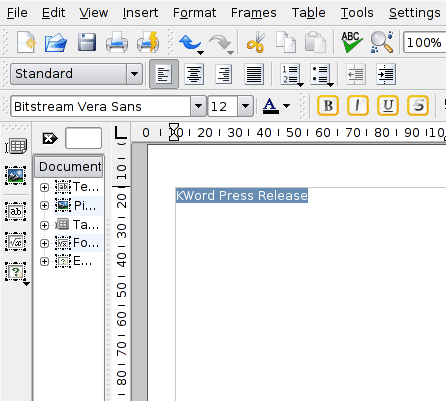 File Edit View Insert Format Frames Table Tools Settings
ABC 100%
Standard
Bitstream Vera Sans 12 A B I U S
Document
0 10 20 30 40 50 60 70 80 90
Te...
Pi...
Ta...
Fo...
E...
KWord Press Release
0
10
20
30
40
50
60
70
80